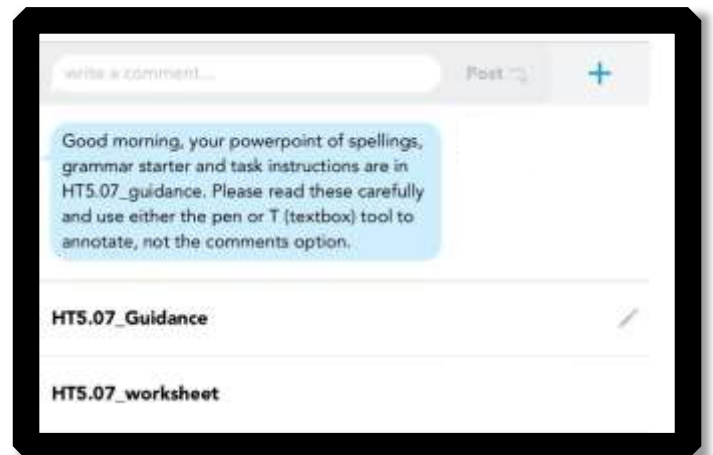 write a comment...
Post
Good morning, your powerpoint of spellings,
grammar starter and task instructions are in
HT5.07_guidance. Please read these carefully
and use either the pen or T (textbox) tool to
annotate, not the comments option.
HT5.07_Guidance
HT5.07_worksheet